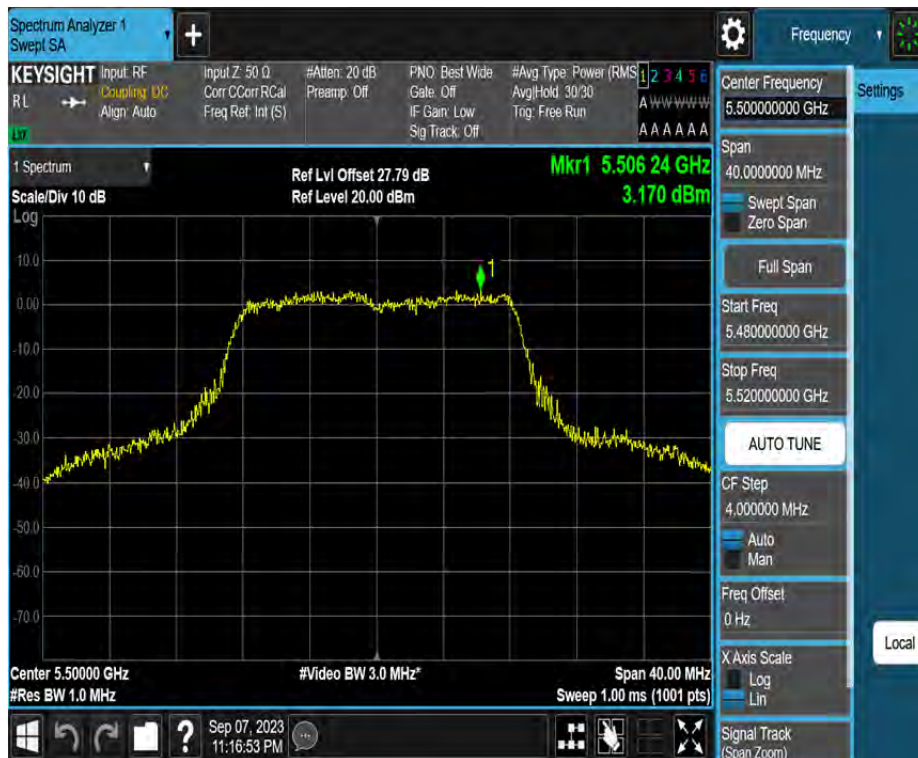 Spectrum Analyzer 1
Swept SA
Frequency
KEYSIGHT
RL
LXI
Input: RF
Coupling: DC
Align: Auto
Input Z: 50 Ω
Corr CCorr RCal
Freq Ref: Int (S)
#Atten: 20 dB
Preamp: Off
PNO: Best Wide
Gate: Off
IF Gain: Low
Sig Track: Off
#Avg Type: Power (RMS
Avg|Hold: 30/30
Trig: Free Run
1 2 3 4 5 6
A W W W W W
A A A A A A
Center Frequency
5.500000000 GHz
Settings
Span
40.0000000 MHz
Swept Span
Zero Span
Full Span
Start Freq
5.480000000 GHz
Stop Freq
5.520000000 GHz
AUTO TUNE
CF Step
4.000000 MHz
Auto
Man
Freq Offset
0 Hz
X Axis Scale
Log
Lin
Signal Track
(Span Zoom)
Local
1 Spectrum
Scale/Div 10 dB
Log
Ref Lvl Offset 27.79 dB
Ref Level 20.00 dBm
Mkr1 5.506 24 GHz
3.170 dBm
1
10.0
0.00
-10.0
-20.0
-30.0
-40.0
-50.0
-60.0
-70.0
Center 5.50000 GHz
#Res BW 1.0 MHz
#Video BW 3.0 MHz*
Span 40.00 MHz
Sweep 1.00 ms (1001 pts)
?
Sep 07, 2023
11:16:53 PM